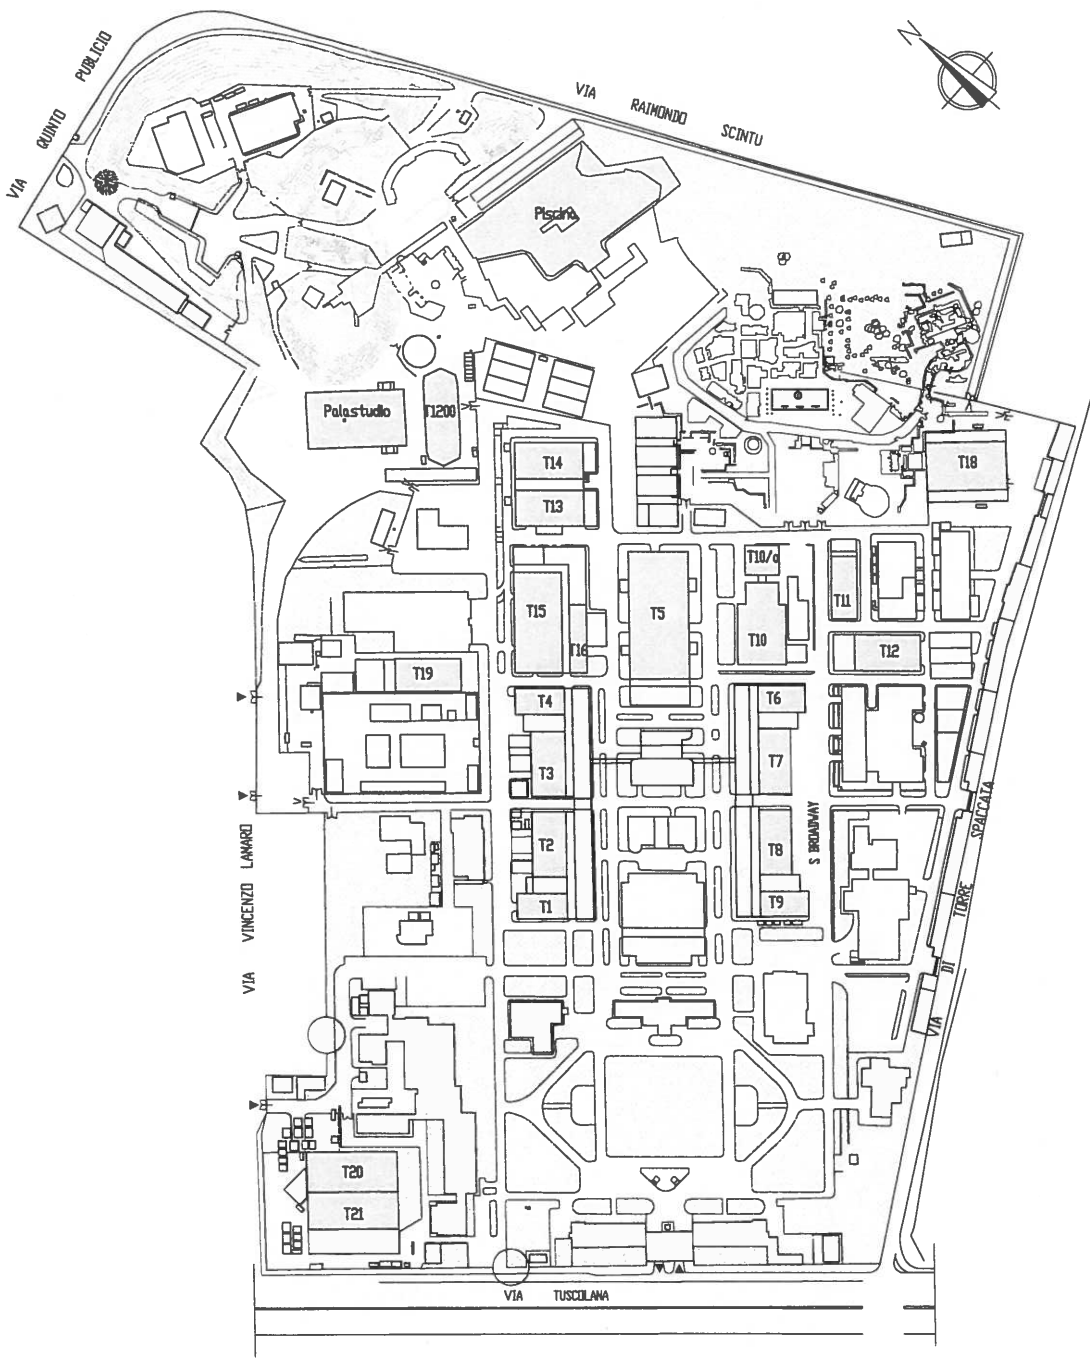 N
VIA QUINTO PUBLICIO
VIA RAIMONDO SCINTU
Piscina
Palastudio
T1200
T14
T18
T13
T10/a
T15
T16
T5
T10
T11
T12
T19
T4
T6
T3
T7
T2
T8
S BROADWAY
T1
T9
VIA VINCENZO LAMARO
VIA DI TORRE SPACCATA
T20
T21
VIA TUSCOLANA